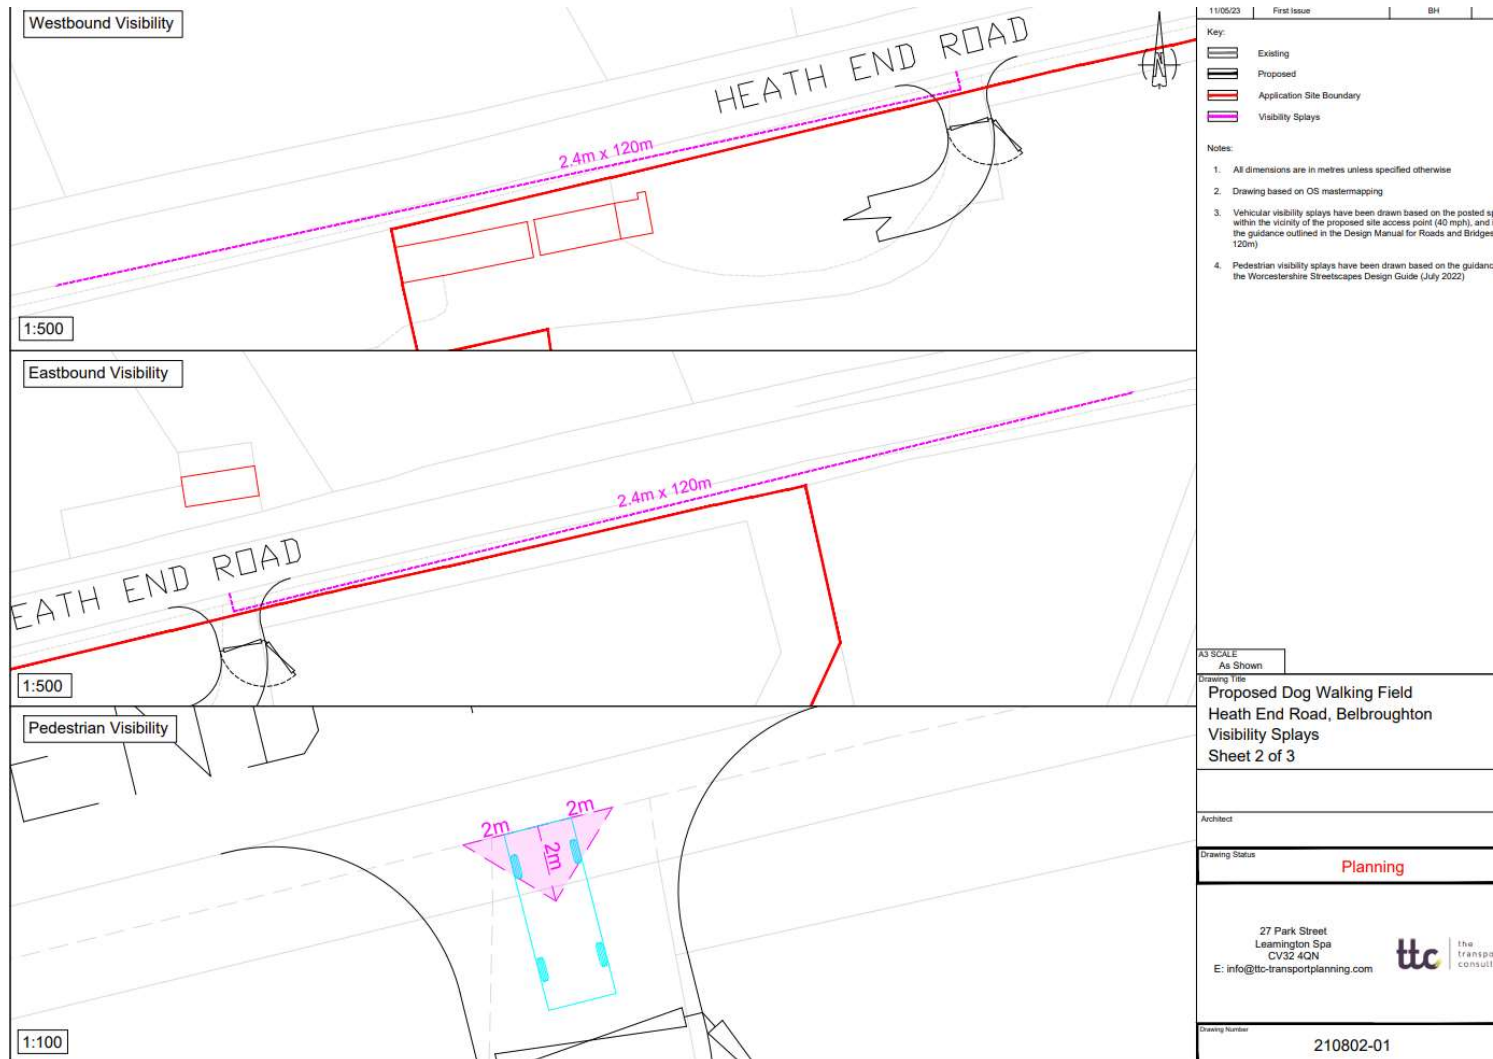 Westbound Visibility
HEATH END ROAD
2.4m x 120m
N
1:500
Eastbound Visibility
2.4m x 120m
EATH END ROAD
1:500
Pedestrian Visibility
END
2m
2m
2m
1:100
11/05/23 First Issue BH
Key:
Existing
Proposed
Application Site Boundary
Visibility Splays
Notes:
1. All dimensions are in metres unless specified otherwise
2. Drawing based on OS mastermapping
3. Vehicular visibility splays have been drawn based on the posted sp
within the vicinity of the proposed site access point (40 mph), and
the guidance outlined in the Design Manual for Roads and Bridges
120m)
4. Pedestrian visibility splays have been drawn based on the guidanc
the Worcestershire Streetscapes Design Guide (July 2022)
A3 SCALE
As Shown
Drawing Title
Proposed Dog Walking Field
Heath End Road, Belbroughton
Visibility Splays
Sheet 2 of 3
Architect
Drawing Status
Planning
27 Park Street
Leamington Spa
CV32 4QN
E: info@ttc-transportplanning.com
ttc
the
transpo
consult
Drawing Number
210802-01